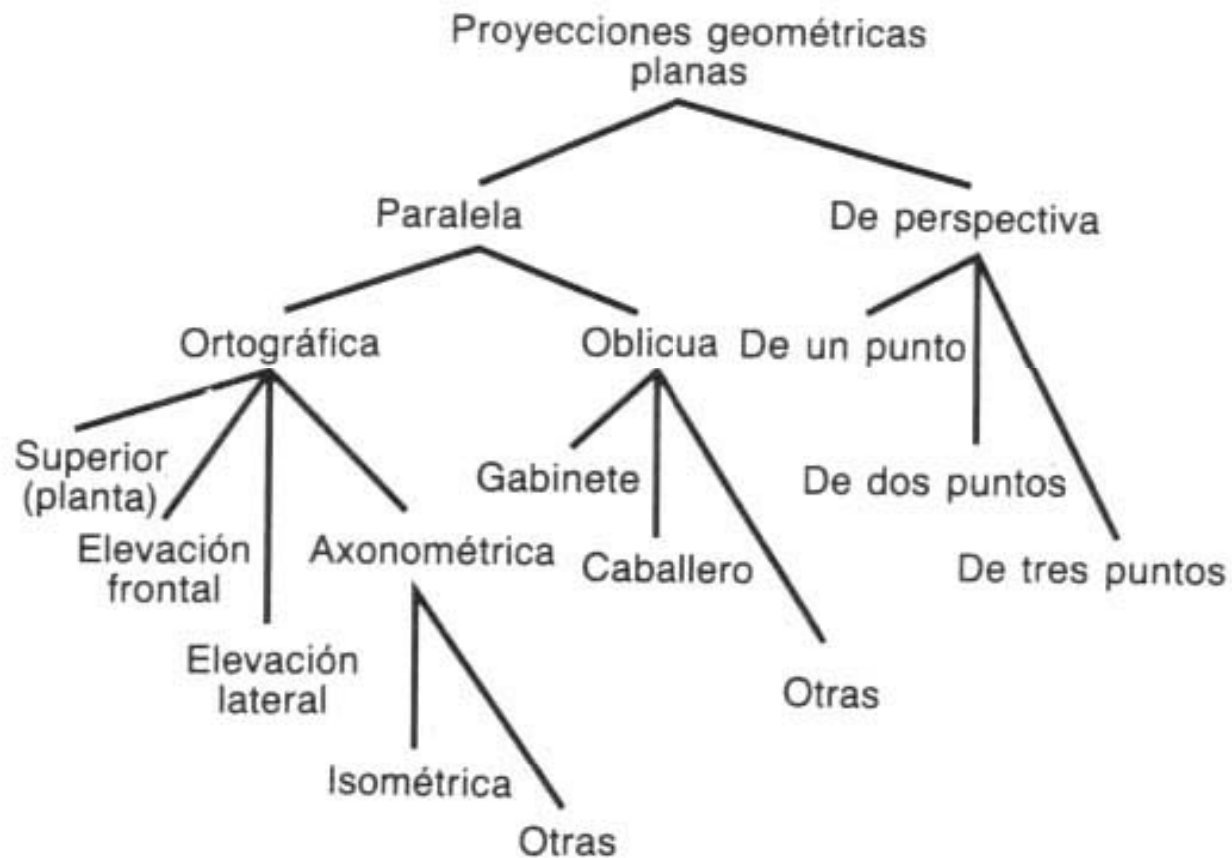 Proyecciones geométricas
planas
Paralela
De perspectiva
Ortográfica
Oblicua
De un punto
Superior
(planta)
Gabinete
De dos puntos
Elevación
frontal
Axonométrica
Caballero
De tres puntos
Elevación
lateral
Otras
Isométrica
Otras